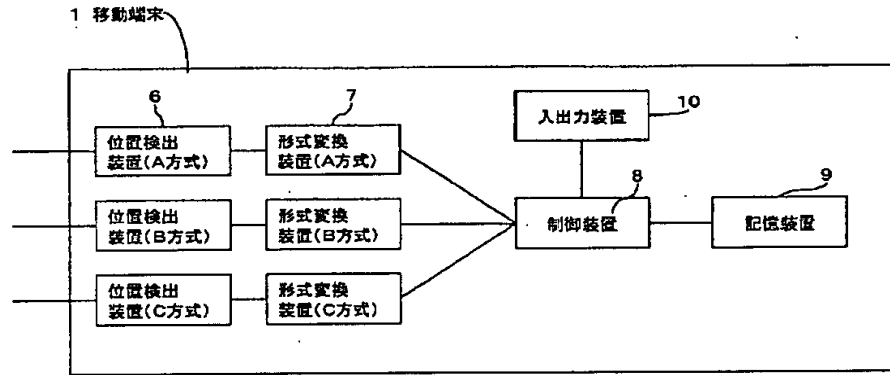 1 移動端末
6
7
10
位置検出
装置(A方式)
形式変換
装置(A方式)
入出力装置
8
9
位置検出
装置(B方式)
形式変換
装置(B方式)
制御装置
記憶装置
位置検出
装置(C方式)
形式変換
装置(C方式)